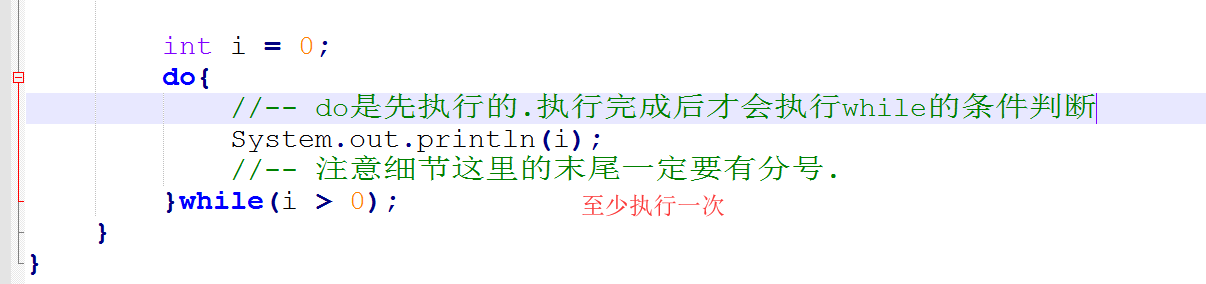 int i = 0;
do{
//-- do是先执行的.执行完成后才会执行while的条件判断
System.out.println(i);
//-- 注意细节这里的末尾一定要有分号.
}while(i > 0); 至少执行一次
}
}